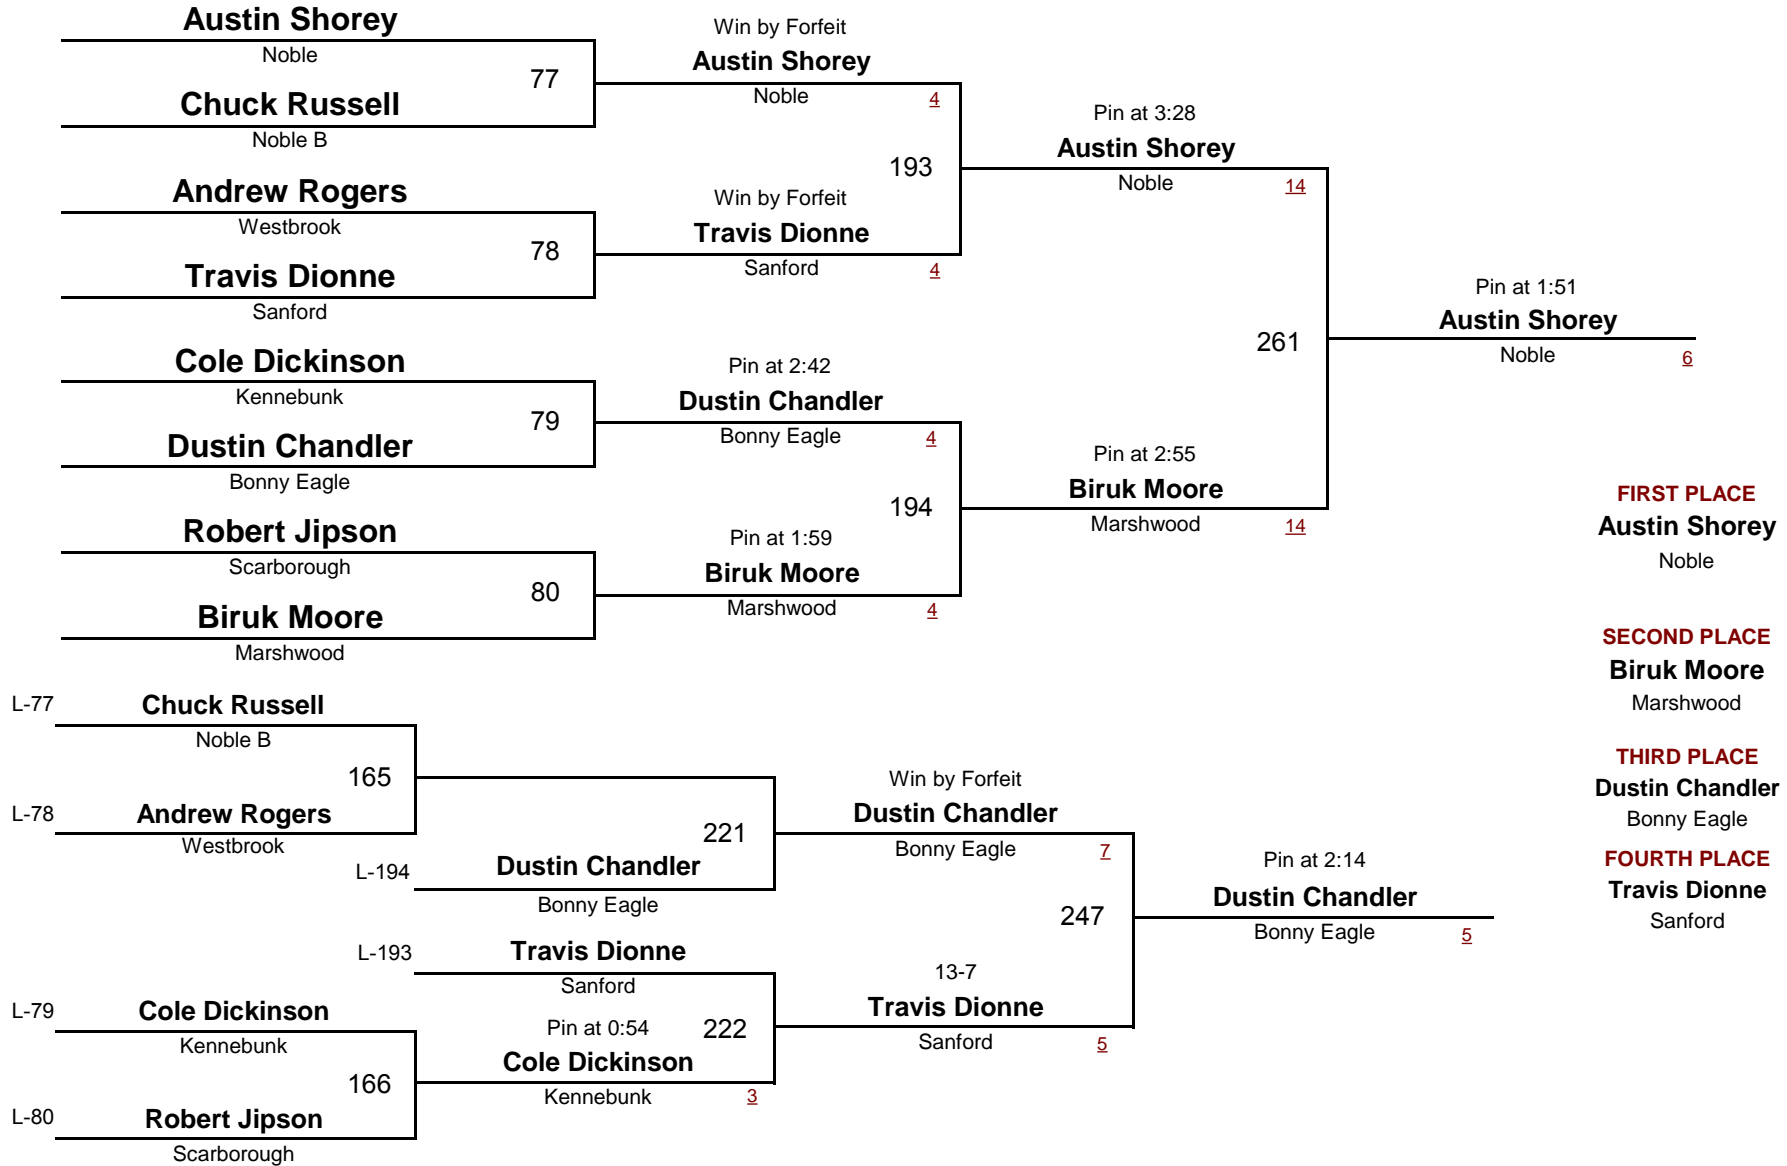 Austin Shorey
Noble
77
Chuck Russell
Noble B
Andrew Rogers
Westbrook
78
Travis Dionne
Sanford
Cole Dickinson
Kennebunk
79
Dustin Chandler
Bonny Eagle
Robert Jipson
Scarborough
80
Biruk Moore
Marshwood
Win by Forfeit
Austin Shorey
Noble 4
193
Win by Forfeit
Travis Dionne
Sanford 4
Pin at 2:42
Dustin Chandler
Bonny Eagle 4
194
Pin at 1:59
Biruk Moore
Marshwood 4
Pin at 3:28
Austin Shorey
Noble 14
261
Pin at 2:55
Biruk Moore
Marshwood 14
Pin at 1:51
Austin Shorey
Noble 6
FIRST PLACE
Austin Shorey
Noble
SECOND PLACE
Biruk Moore
Marshwood
THIRD PLACE
Dustin Chandler
Bonny Eagle
FOURTH PLACE
Travis Dionne
Sanford
L-77 Chuck Russell
Noble B
165
L-78 Andrew Rogers
Westbrook
221
L-194 Dustin Chandler
Bonny Eagle
L-193 Travis Dionne
Sanford
L-79 Cole Dickinson
Kennebunk
166
L-80 Robert Jipson
Scarborough
Pin at 0:54 222
Cole Dickinson
Kennebunk 3
Win by Forfeit
Dustin Chandler
Bonny Eagle 7
247
13-7
Travis Dionne
Sanford 5
Pin at 2:14
Dustin Chandler
Bonny Eagle 5